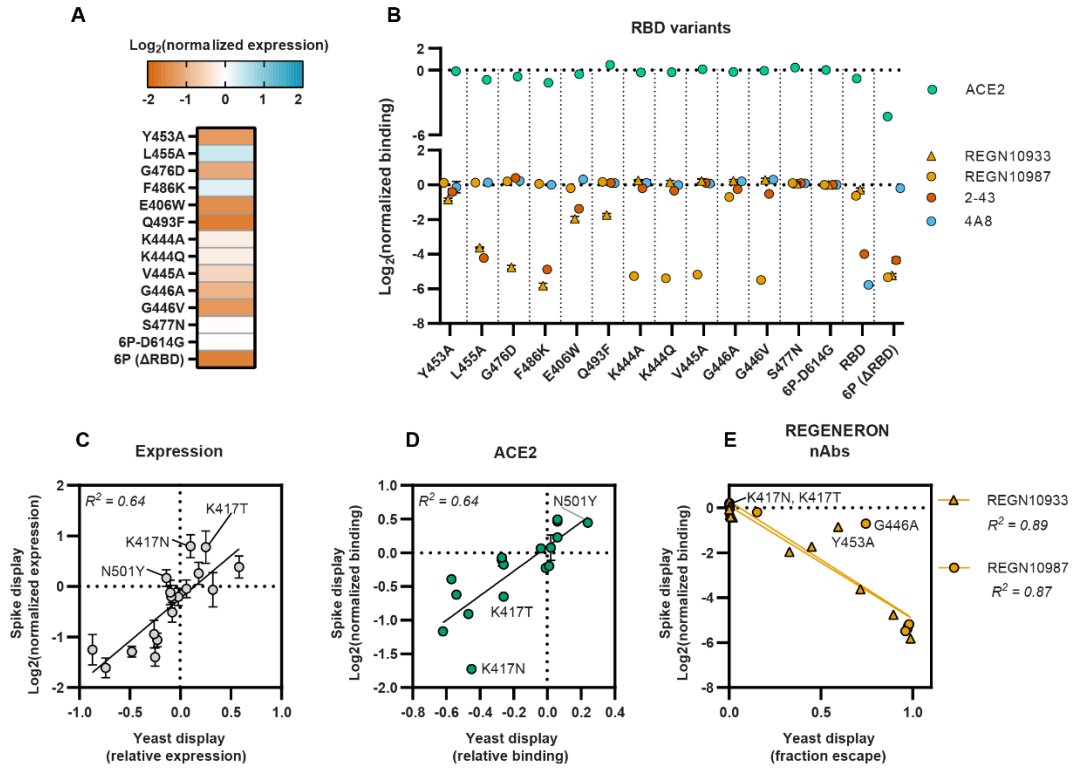 A
Log2(normalized expression)
-2 -1 0 1 2
Y453A
L455A
G476D
F486K
E406W
Q493F
K444A
K444Q
V445A
G446A
G446V
S477N
6P-D614G
6P (ΔRBD)
B
RBD variants
Log2(normalized binding)
2
0
-6
2
0
-2
-4
-6
-8
Y453A
L455A
G476D
F486K
E406W
Q493F
K444A
K444Q
V445A
G446A
G446V
S477N
6P-D614G
RBD
6P (ΔRBD)
ACE2
REGN10933
REGN10987
2-43
4A8
C
Expression
R² = 0.64
K417T
K417N
N501Y
Spike display
Log2(normalized expression)
2
1
0
-1
-2
-1.0 -0.5 0.0 0.5 1.0
Yeast display
(relative expression)
D
ACE2
R² = 0.64
N501Y
K417T
K417N
Spike display
Log2(normalized binding)
1.0
0.5
0.0
-0.5
-1.0
-1.5
-2.0
-0.8 -0.6 -0.4 -0.2 0.0 0.2 0.4
Yeast display
(relative binding)
E
REGENERON
nAbs
K417N, K417T
G446A
Y453A
Spike display
Log2(normalized binding)
2
0
-2
-4
-6
-8
0.0 0.5 1.0
Yeast display
(fraction escape)
REGN10933
R² = 0.89
REGN10987
R² = 0.87